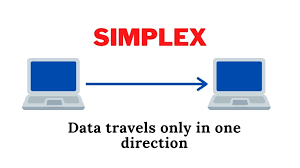 SIMPLEX
Data travels only in one
direction